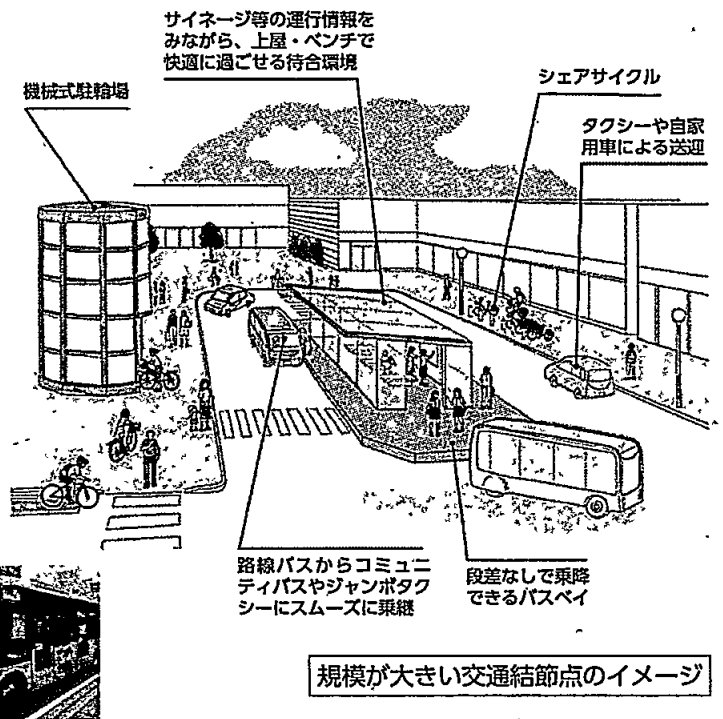 サイネージ等の運行情報を
みながら、上屋・ベンチで
快適に過ごせる待合環境
機械式駐輪場
シェアサイクル
タクシーや自家
用車による送迎
路線バスからコミュニ
ティバスやジャンボタク
シーにスムーズに乗継
段差なしで乗降
できるバスベイ
規模が大きい交通結節点のイメージ